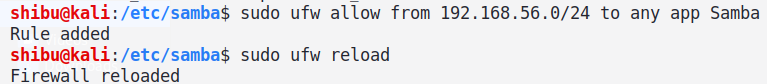 shibu@kali:/etc/samba$ sudo ufw allow from 192.168.56.0/24 to any app Samba
Rule added
shibu@kali:/etc/samba$ sudo ufw reload
Firewall reloaded